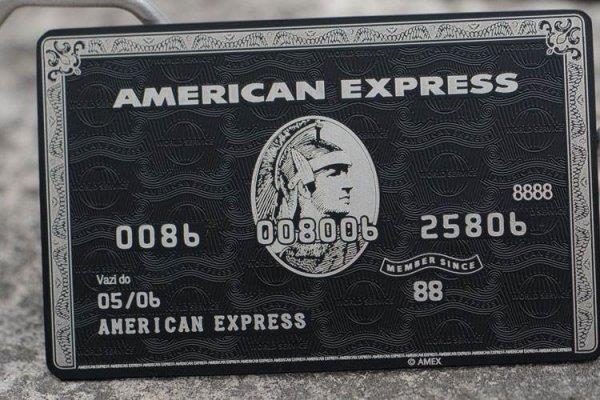 AMERICAN EXPRESS
8888
0086 008006 25806
MEMBER SINCE
Vazi do
05/06 88
AMERICAN EXPRESS
© AMEX